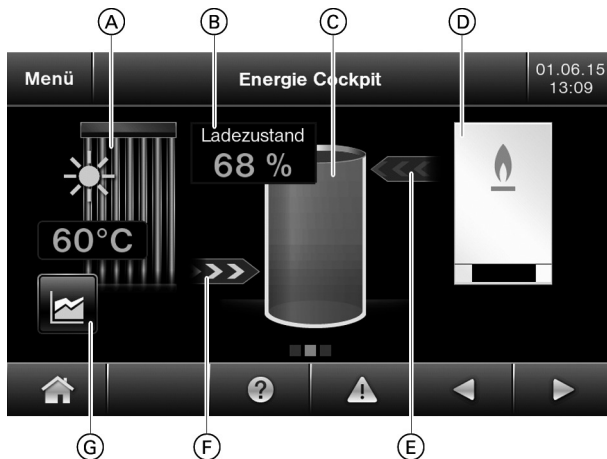 A B C D
Menü Energie Cockpit 01.06.15
13:09
Ladezustand
68 %
60°C
G F E